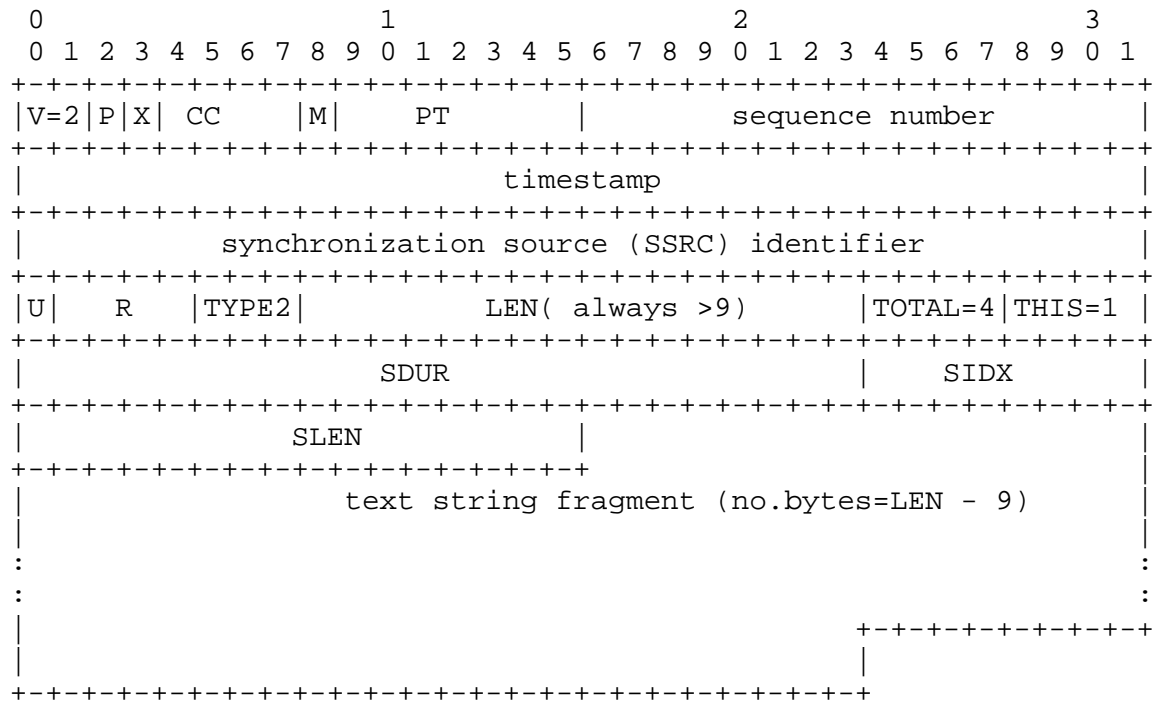 0                   1                   2                   3
 0 1 2 3 4 5 6 7 8 9 0 1 2 3 4 5 6 7 8 9 0 1 2 3 4 5 6 7 8 9 0 1
+-+-+-+-+-+-+-+-+-+-+-+-+-+-+-+-+-+-+-+-+-+-+-+-+-+-+-+-+-+-+-+-+
|V=2|P|X| CC    |M|    PT       |        sequence number        |
+-+-+-+-+-+-+-+-+-+-+-+-+-+-+-+-+-+-+-+-+-+-+-+-+-+-+-+-+-+-+-+-+
|                           timestamp                           |
+-+-+-+-+-+-+-+-+-+-+-+-+-+-+-+-+-+-+-+-+-+-+-+-+-+-+-+-+-+-+-+-+
|           synchronization source (SSRC) identifier            |
+-+-+-+-+-+-+-+-+-+-+-+-+-+-+-+-+-+-+-+-+-+-+-+-+-+-+-+-+-+-+-+-+
|U|   R   |TYPE2|          LEN( always >9)      |TOTAL=4|THIS=1 |
+-+-+-+-+-+-+-+-+-+-+-+-+-+-+-+-+-+-+-+-+-+-+-+-+-+-+-+-+-+-+-+-+
|                    SDUR                       |    SIDX       |
+-+-+-+-+-+-+-+-+-+-+-+-+-+-+-+-+-+-+-+-+-+-+-+-+-+-+-+-+-+-+-+-+
|               SLEN            |                               |
+-+-+-+-+-+-+-+-+-+-+-+-+-+-+-+-+                               |
|                  text string fragment (no.bytes=LEN - 9)      |
|                                                               |
:                                                               :
:                                                               :
|                                               +-+-+-+-+-+-+-+-+
|                                               |
+-+-+-+-+-+-+-+-+-+-+-+-+-+-+-+-+-+-+-+-+-+-+-+-+